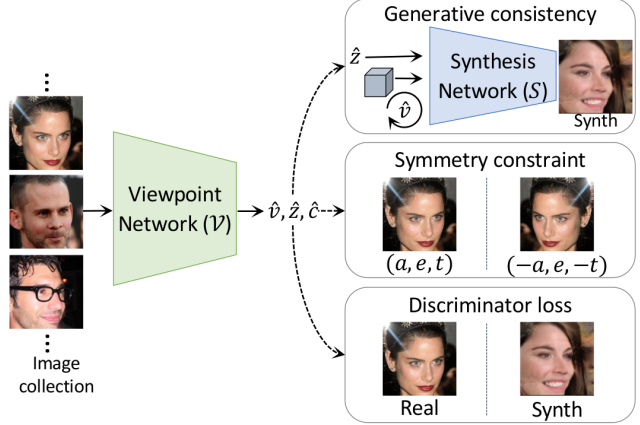 Image
collection
Viewpoint
Network (𝒱)
v̂, ẑ, ĉ
Generative consistency
ẑ
v̂
Synthesis
Network (S)
Synth
Symmetry constraint
(a, e, t)
(−a, e, −t)
Discriminator loss
Real
Synth